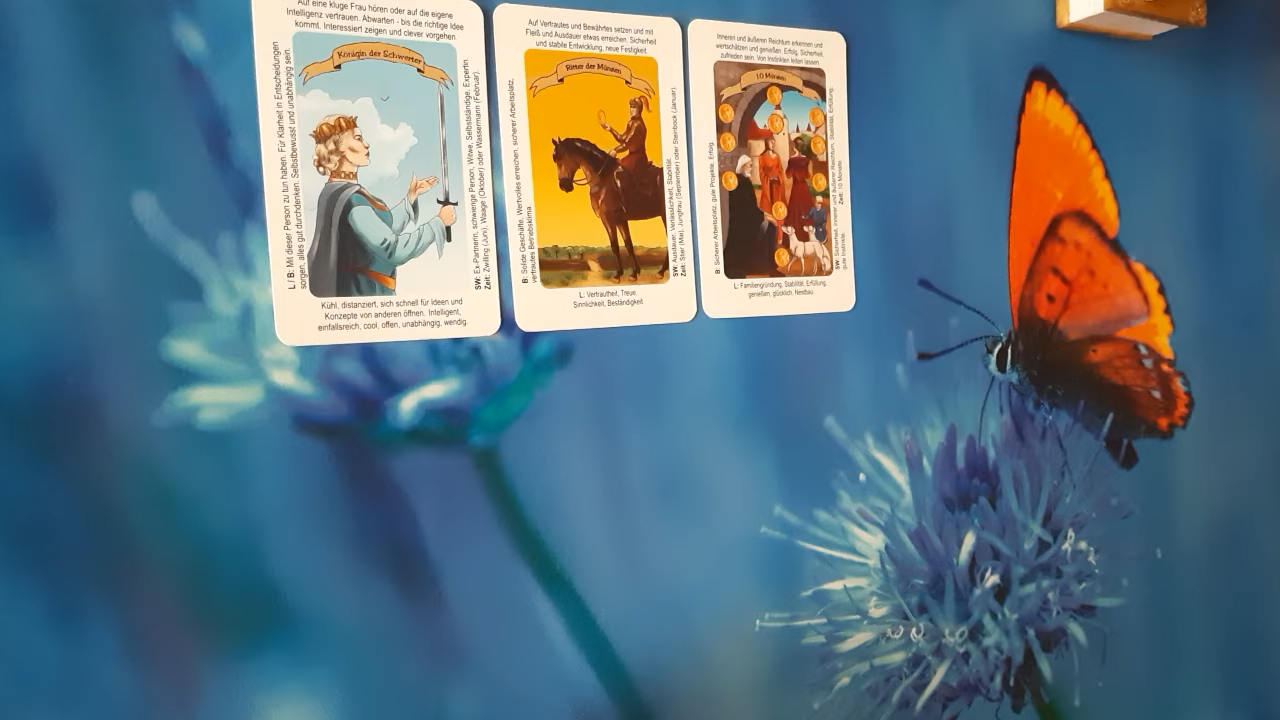 Auf eine kluge Frau hören oder auf die eigene
Intelligenz vertrauen. Abwarten - bis die richtige Idee
kommt. Interessiert zeigen und clever vorgehen.
L / B: Mit dieser Person zu tun haben. Für Klarheit in Entscheidungen
sorgen, alles gut durchdenken. Selbstbewusst und unabhängig sein.
Königin der Schwerter
SW: Ex-Partnerin, schwierige Person, Witwe, Selbstständige, Expertin
Zeit: Zwilling (Juni), Waage (Oktober) oder Wassermann (Februar).
Kühl, distanziert, sich schnell für Ideen und
Konzepte von anderen öffnen. Intelligent,
einfallsreich, cool, offen, unabhängig, wendig.
Auf Vertrautes und Bewährtes setzen und mit
Fleiß und Ausdauer etwas erreichen. Sicherheit
und stabile Entwicklung, neue Festigkeit.
B: Solide Geschäfte, Wertvolles erreichen, sicherer Arbeitsplatz,
vertrautes Betriebsklima.
Ritter der Münzen
SW: Ausdauer, Verlässlichkeit, Stabilität.
Zeit: Stier (Mai), Jungfrau (September) oder Steinbock (Januar).
L: Vertrautheit, Treue,
Sinnlichkeit, Beständigkeit
Inneren und äußeren Reichtum erkennen und
wertschätzen und genießen. Erfolg, Sicherheit,
zufrieden sein. Von Instinkten leiten lassen.
B: Sicherer Arbeitsplatz, gute Projekte, Erfolg.
10 Münzen
SW: Sicherheit, innerer und äußerer Reichtum, Stabilität, Erfüllung,
gute Instinkte. Zeit: 10 Monate.
L: Familiengründung, Stabilität, Erfüllung,
genießen, glücklich, Nestbau